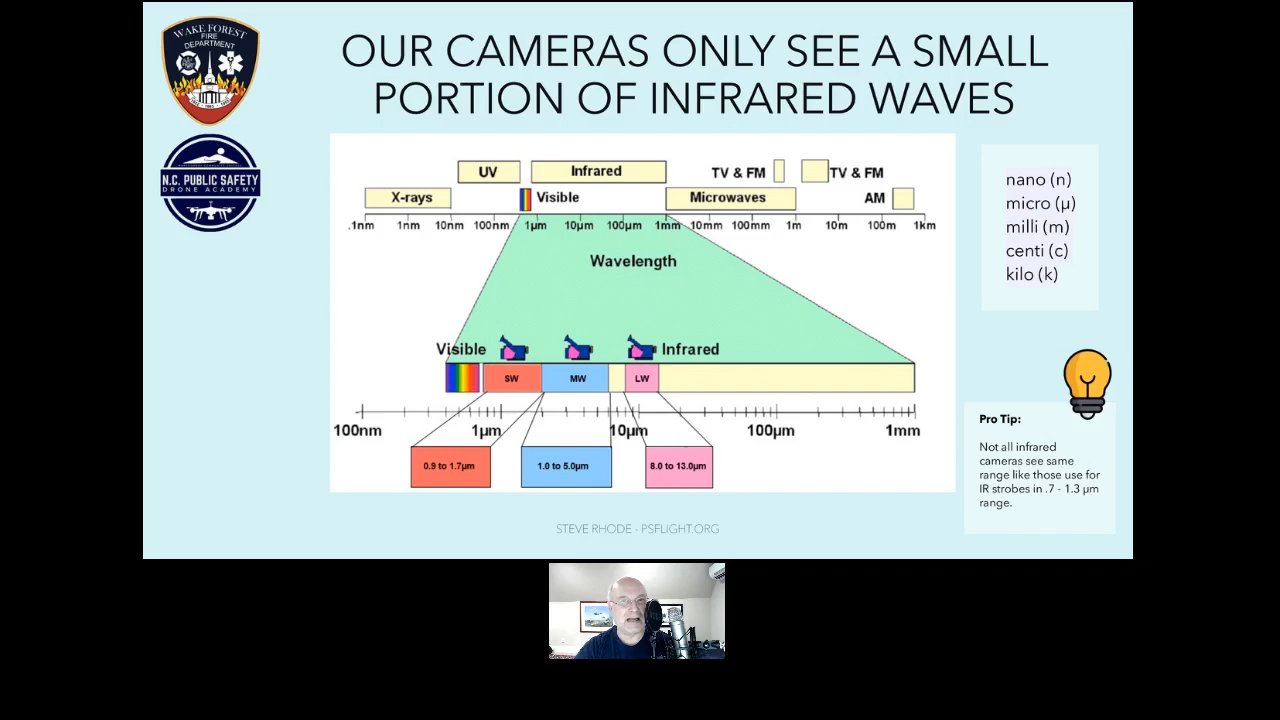 WAKE FOREST
FIRE
DEPARTMENT
N.C. PUBLIC SAFETY
DRONE ACADEMY
OUR CAMERAS ONLY SEE A SMALL
PORTION OF INFRARED WAVES
UV
Infrared
TV & FM
TV & FM
X-rays
Visible
Microwaves
AM
.1nm 1nm 10nm 100nm 1µm 10µm 100µm 1mm 10mm 100mm 1m 10m 100m 1km
Wavelength
Visible
Infrared
SW
MW
LW
100nm 1µm 10µm 100µm 1mm
0.9 to 1.7µm
1.0 to 5.0µm
8.0 to 13.0µm
nano (n)
micro (µ)
milli (m)
centi (c)
kilo (k)
Pro Tip:
Not all infrared
cameras see same
range like those use for
IR strobes in .7 - 1.3 µm
range.
STEVE RHODE - PSFLIGHT.ORG